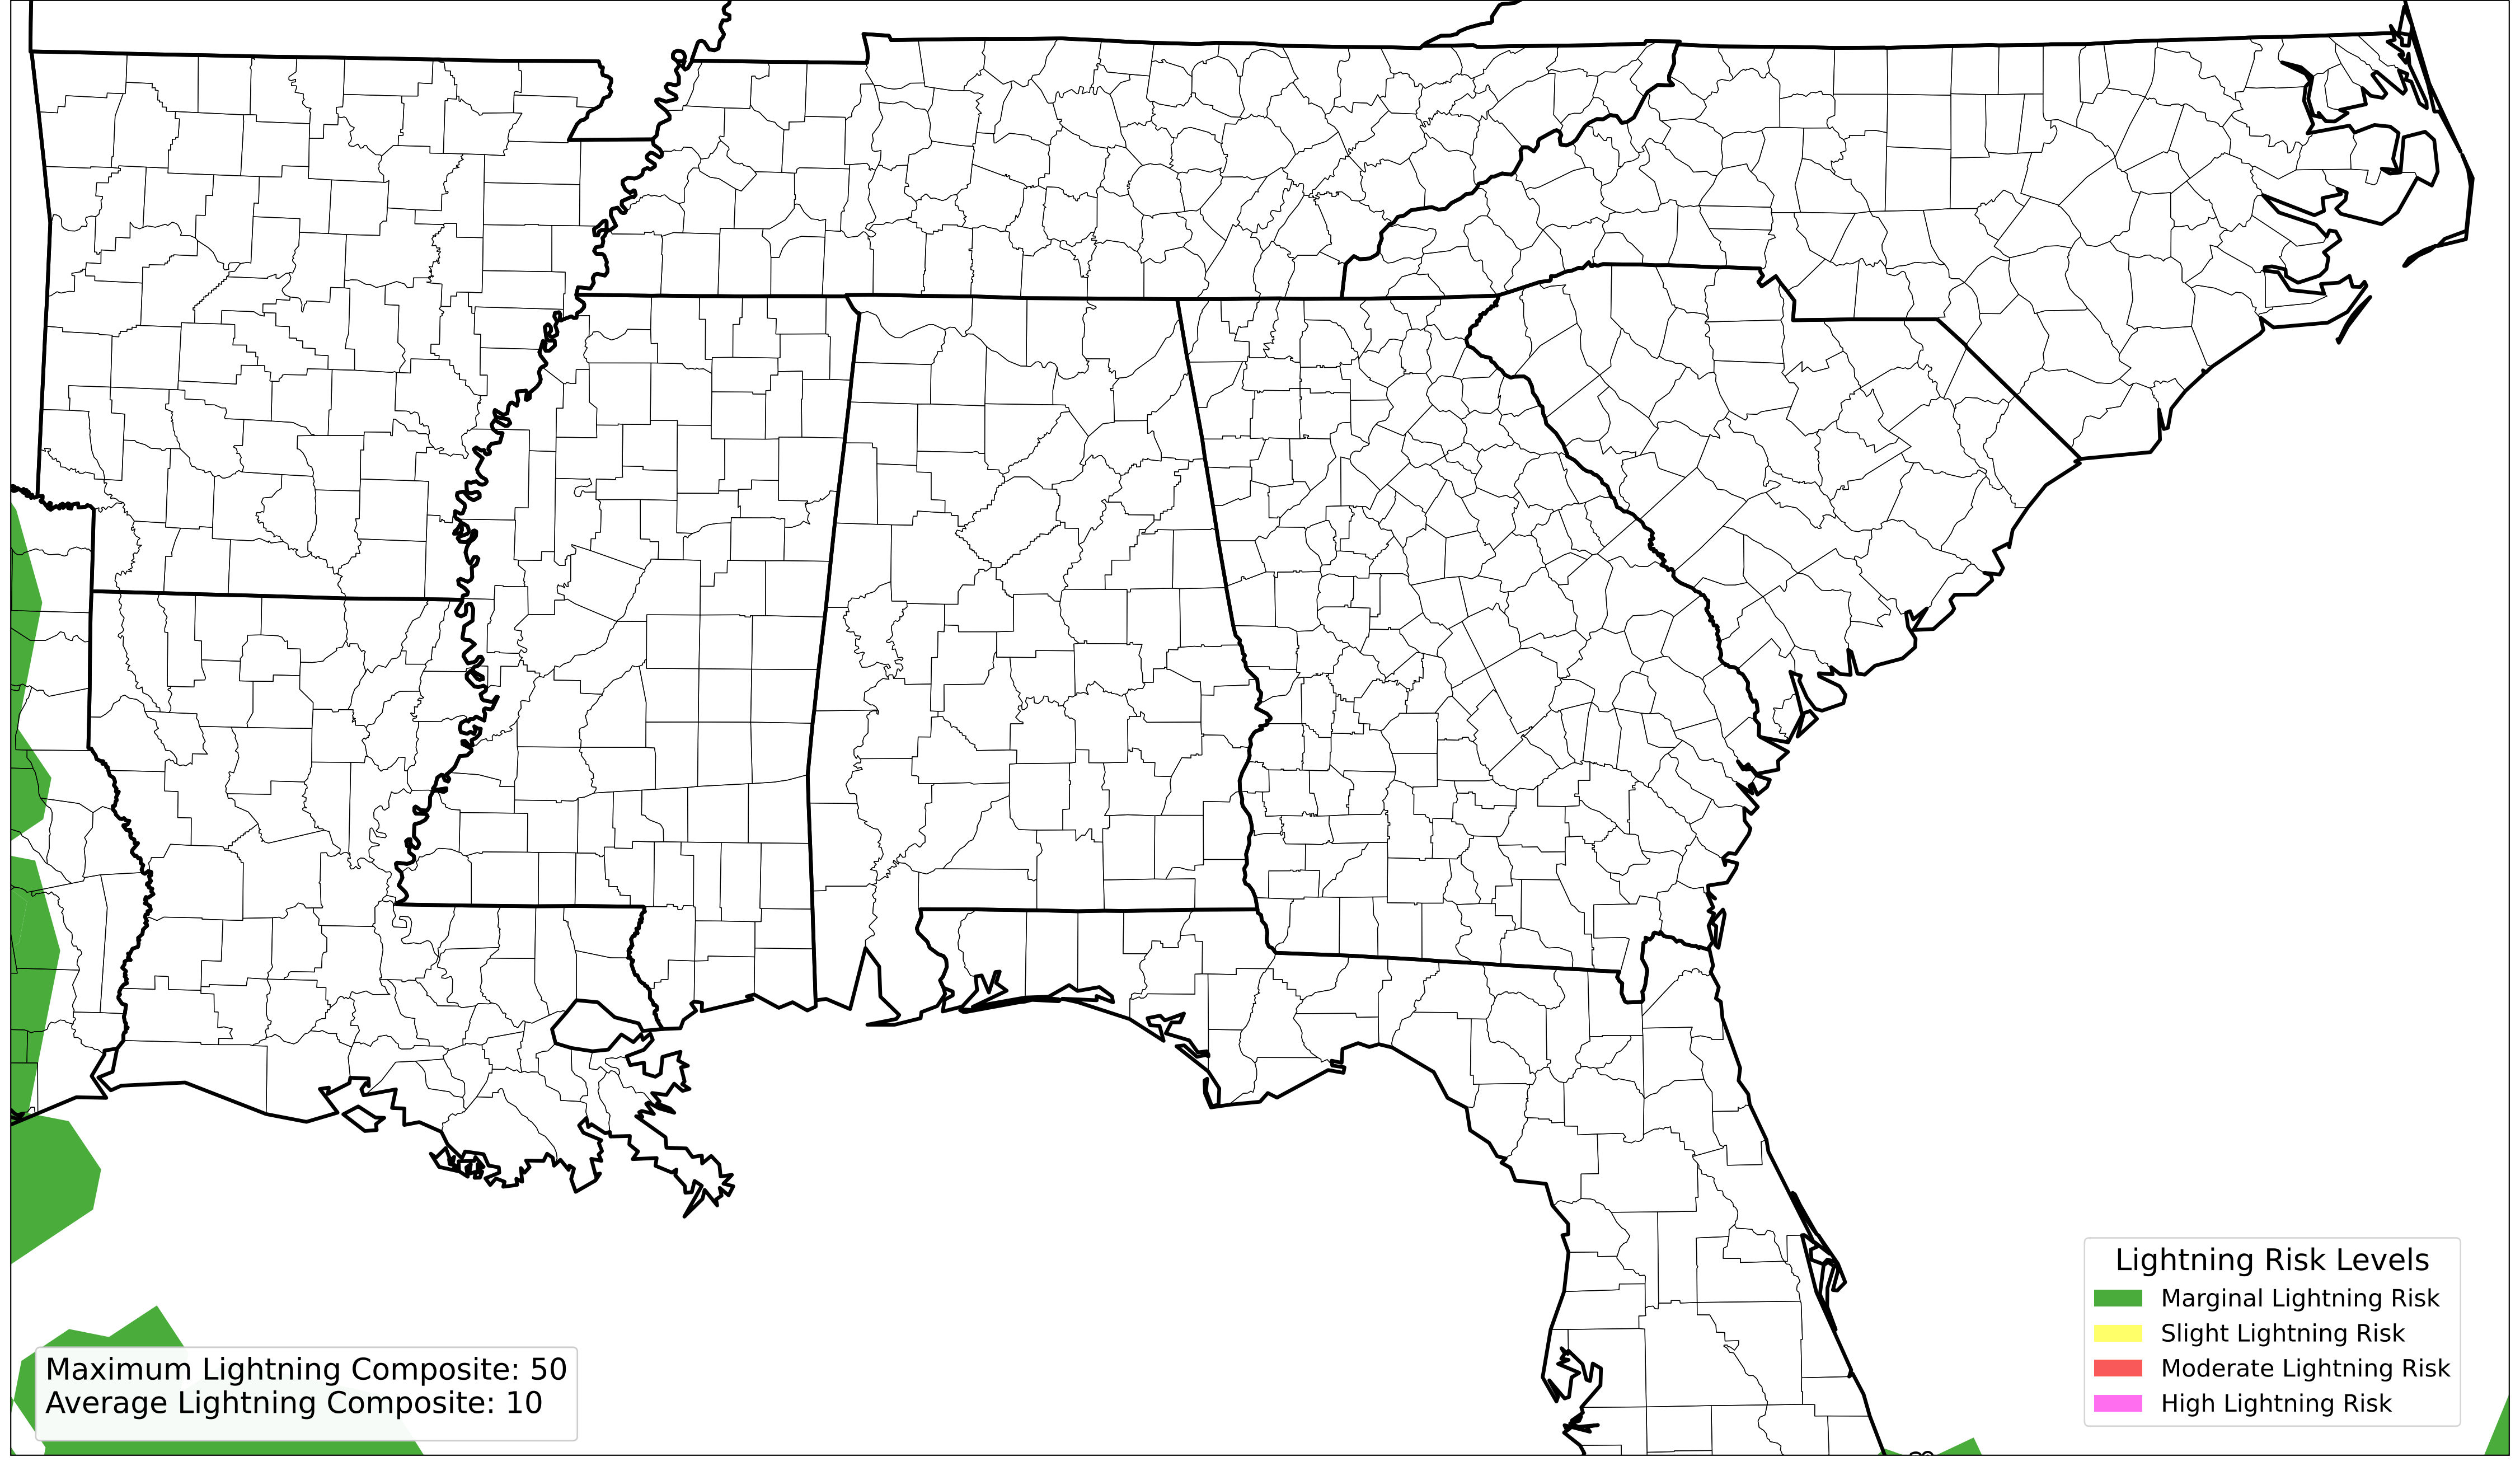 Maximum Lightning Composite: 50
Average Lightning Composite: 10
Lightning Risk Levels
Marginal Lightning Risk
Slight Lightning Risk
Moderate Lightning Risk
High Lightning Risk